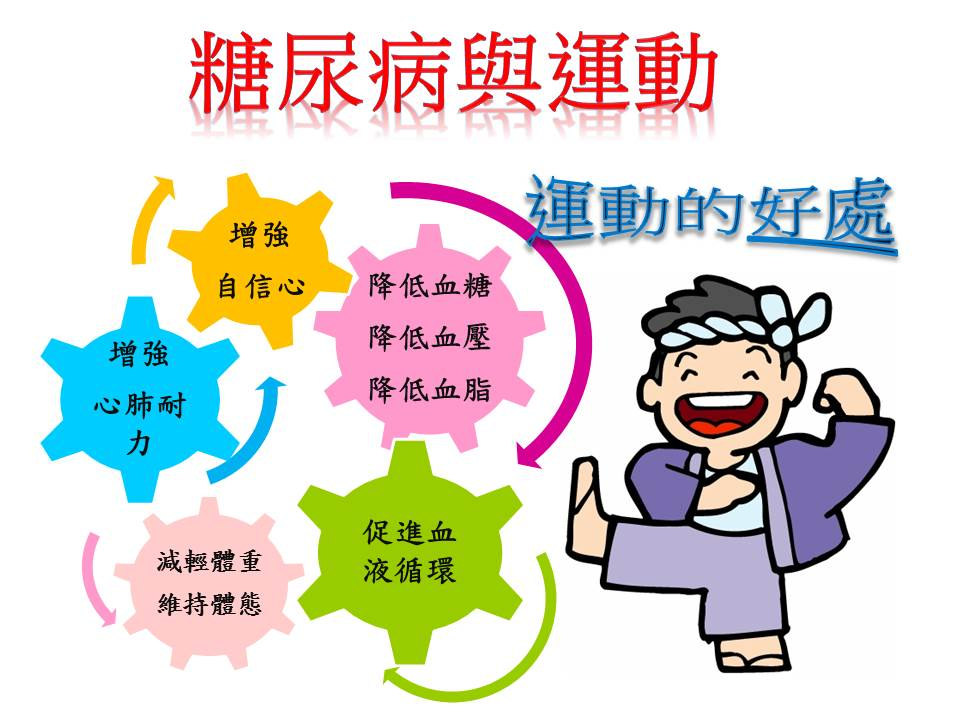 糖尿病與運動
運動的好處
增強
自信心
降低血糖
降低血壓
降低血脂
增強
心肺耐
力
促進血
液循環
減輕體重
維持體態